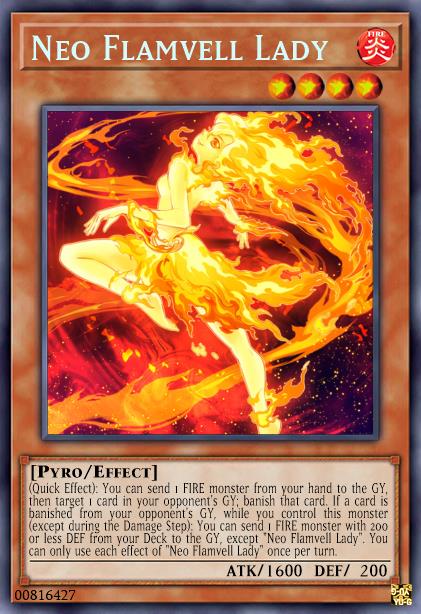 NEO FLAMVELL LADY
FIRE
炎
[PYRO/EFFECT]
(Quick Effect): You can send 1 FIRE monster from your hand to the GY,
then target 1 card in your opponent's GY; banish that card. If a card is
banished from your opponent's GY, while you control this monster
(except during the Damage Step): You can send 1 FIRE monster with 200
or less DEF from your Deck to the GY, except "Neo Flamvell Lady". You
can only use each effect of "Neo Flamvell Lady" once per turn.
ATK/1600 DEF/ 200
00816427